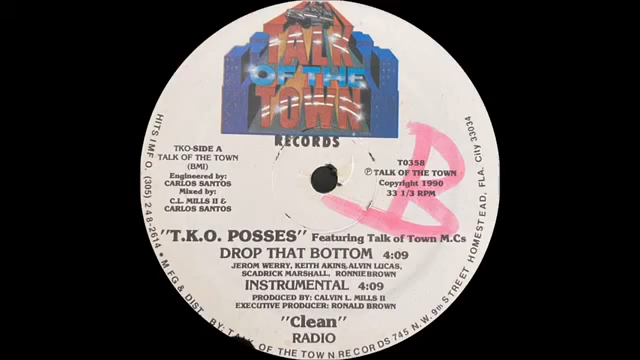 TALK
OF THE
TOWN
RECORDS
TKO-SIDE A
TALK OF THE TOWN
(BMI)
Engineered by:
CARLOS SANTOS
Mixed by:
C.L. MILLS II &
CARLOS SANTOS
T0358
℗ TALK OF THE TOWN
Copyright 1990
33 1/3 RPM
B
"T.K.O. POSSES" Featuring Talk of Town M.Cs
DROP THAT BOTTOM 4:09
JEROM WERRY, KEITH AKINS, ALVIN LUCAS,
SCADRICK MARSHALL, RONNIE BROWN
INSTRUMENTAL 4:09
PRODUCED BY: CALVIN L. MILLS II
EXECUTIVE PRODUCER: RONALD BROWN
"Clean"
RADIO
HITS IMFO. (305) 248-2614 • MFG & DIST BY: TALK OF THE TOWN RECORDS 745 N.W. 9th STREET HOMESTEAD, FLA. City 33034